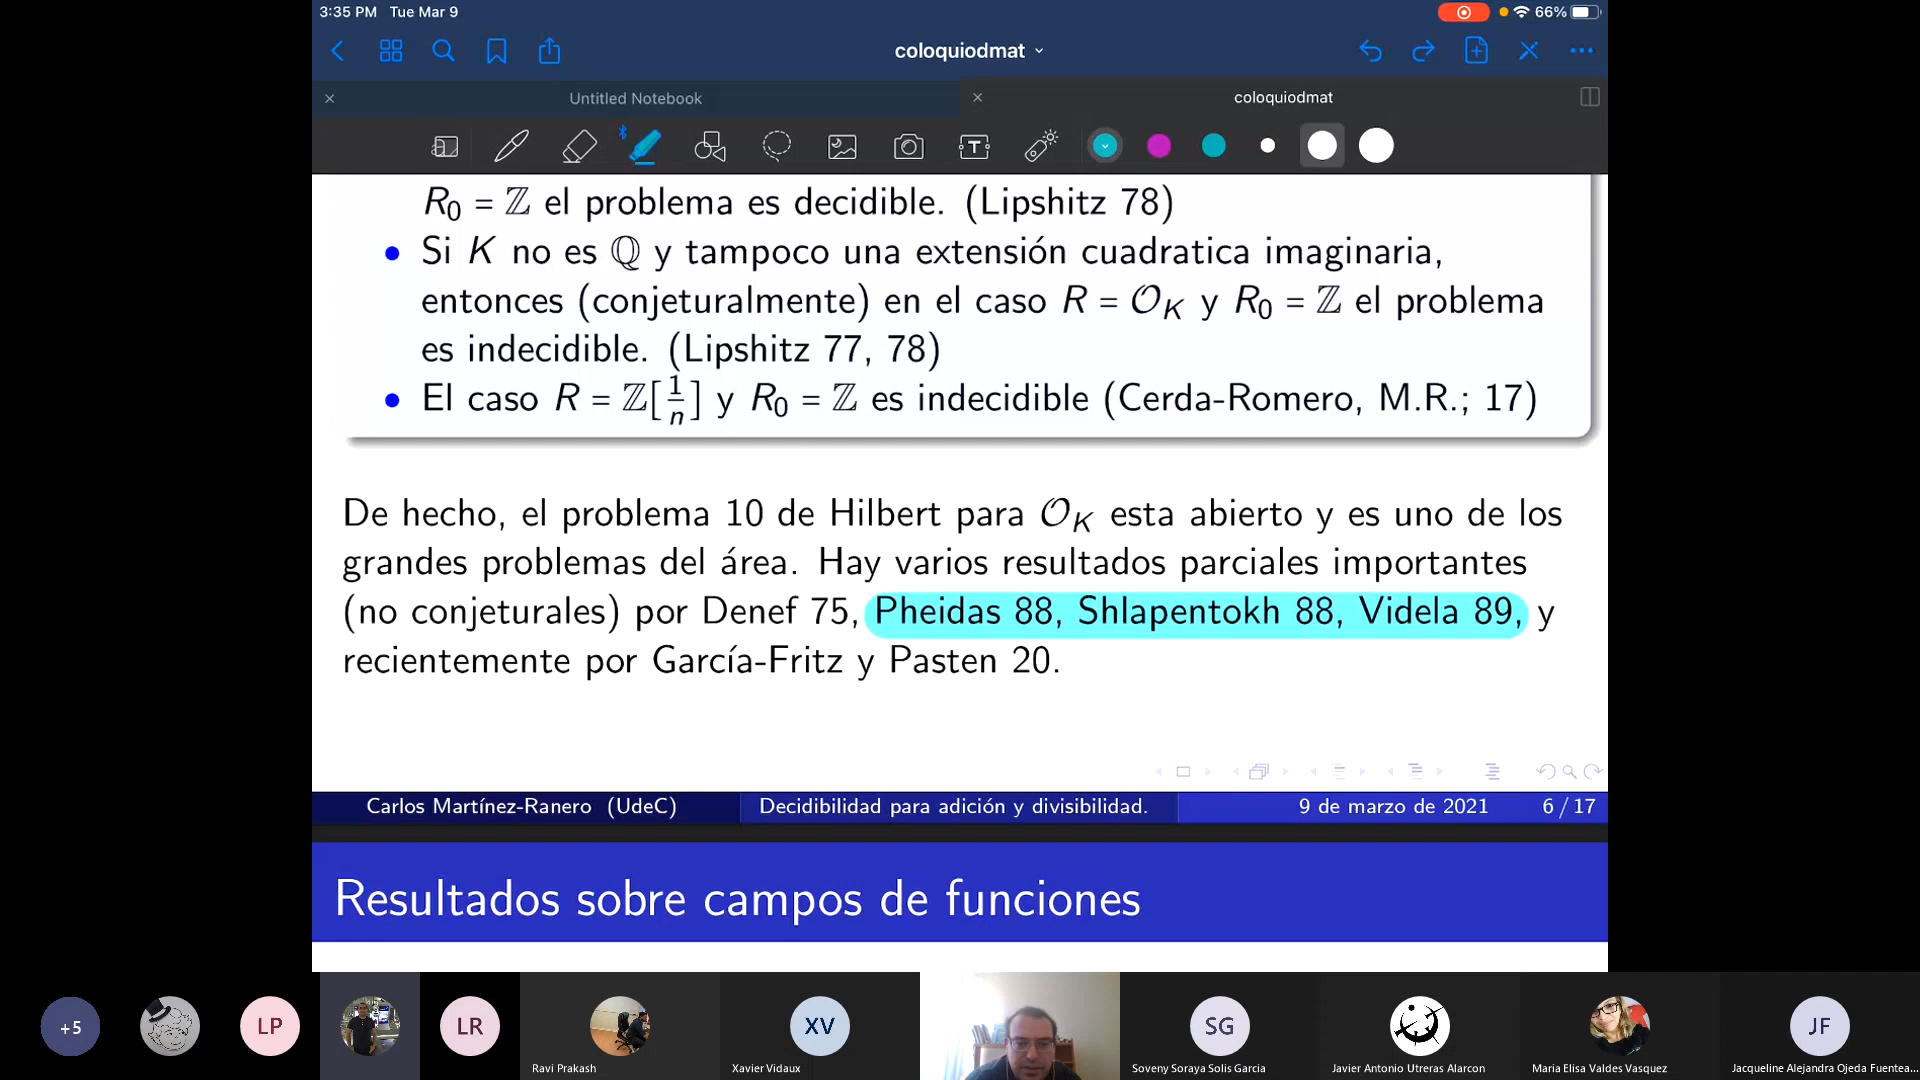 3:35 PM Tue Mar 9
66%
coloquiodmat
Untitled Notebook
coloquiodmat
T
R₀ = ℤ el problema es decidible. (Lipshitz 78)
• Si K no es ℚ y tampoco una extensión cuadratica imaginaria,
entonces (conjeturalmente) en el caso R = 𝒪_K y R₀ = ℤ el problema
es indecidible. (Lipshitz 77, 78)
• El caso R = ℤ[1/n] y R₀ = ℤ es indecidible (Cerda-Romero, M.R.; 17)
De hecho, el problema 10 de Hilbert para 𝒪_K esta abierto y es uno de los
grandes problemas del área. Hay varios resultados parciales importantes
(no conjeturales) por Denef 75, Pheidas 88, Shlapentokh 88, Videla 89, y
recientemente por García-Fritz y Pasten 20.
Carlos Martínez-Ranero (UdeC) Decidibilidad para adición y divisibilidad. 9 de marzo de 2021 6 / 17
Resultados sobre campos de funciones
+5 LP LR XV SG JF
Ravi Prakash Xavier Vidaux Soveny Soraya Solis Garcia Javier Antonio Utreras Alarcon Maria Elisa Valdes Vasquez Jacqueline Alejandra Ojeda Fuentea...